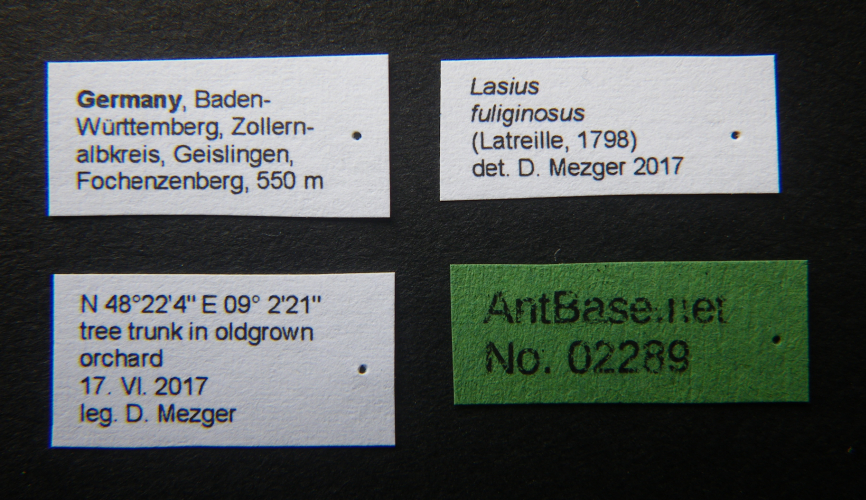 Germany, Baden-
Württemberg, Zollern-
albkreis, Geislingen,
Fochenzenberg, 550 m
Lasius
fuliginosus
(Latreille, 1798)
det. D. Mezger 2017
N 48°22'4" E 09° 2'21"
tree trunk in oldgrown
orchard
17. VI. 2017
leg. D. Mezger
AntBase.net
No. 02289